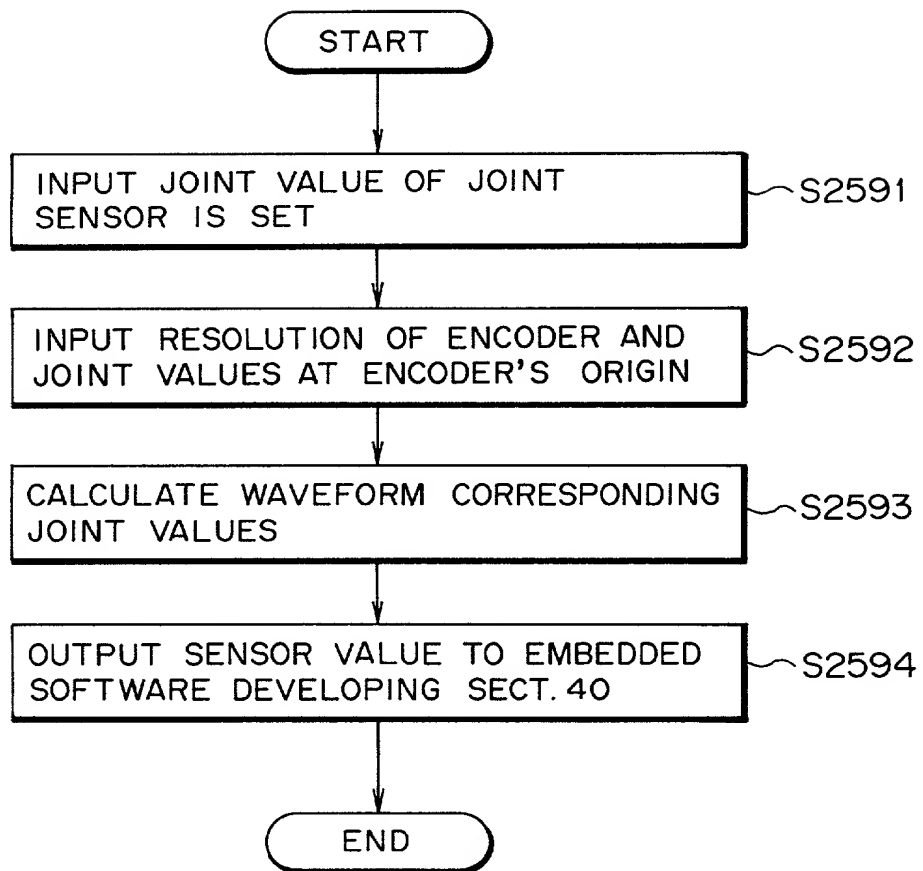 START
INPUT JOINT VALUE OF JOINT
SENSOR IS SET
S2591
INPUT RESOLUTION OF ENCODER AND
JOINT VALUES AT ENCODER'S ORIGIN
S2592
CALCULATE WAVEFORM CORRESPONDING
JOINT VALUES
S2593
OUTPUT SENSOR VALUE TO EMBEDDED
SOFTWARE DEVELOPING SECT. 40
S2594
END